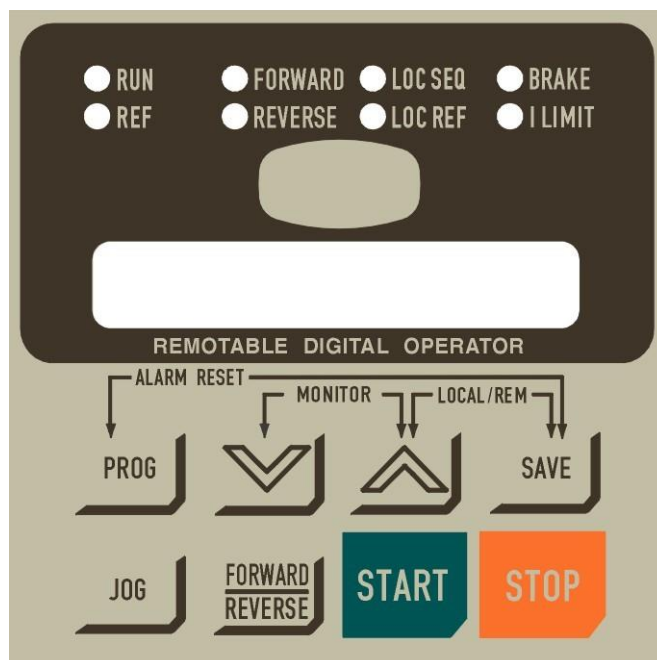 RUN FORWARD LOC SEQ BRAKE
REF REVERSE LOC REF I LIMIT
REMOTABLE DIGITAL OPERATOR
ALARM RESET
MONITOR LOCAL/REM
PROG SAVE
JOG FORWARD START STOP
REVERSE